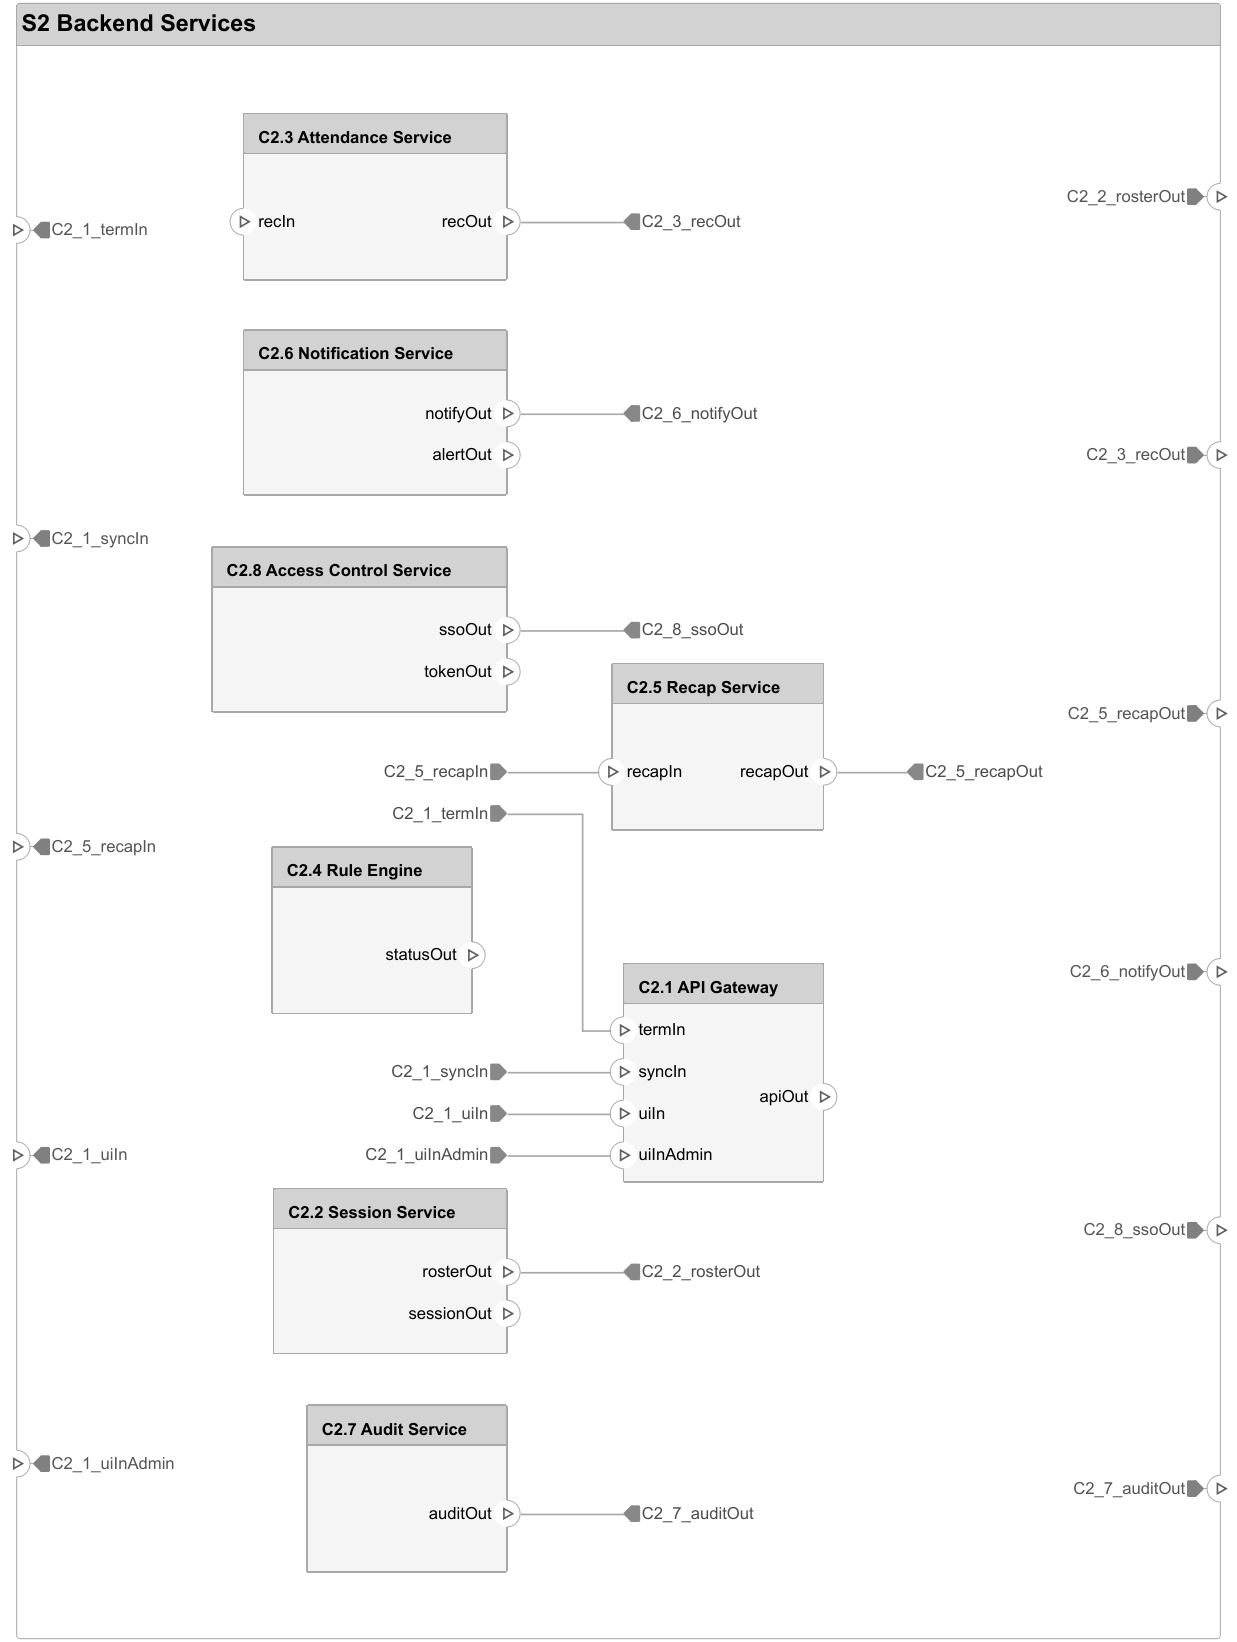 S2 Backend Services
C2.3 Attendance Service
recIn
recOut
C2_3_recOut
C2_2_rosterOut
C2_1_termIn
C2.6 Notification Service
notifyOut
C2_6_notifyOut
alertOut
C2_3_recOut
C2_1_syncIn
C2.8 Access Control Service
ssoOut
C2_8_ssoOut
tokenOut
C2.5 Recap Service
C2_5_recapOut
C2_5_recapIn
recapIn
recapOut
C2_5_recapOut
C2_1_termIn
C2_5_recapIn
C2.4 Rule Engine
statusOut
C2_6_notifyOut
C2.1 API Gateway
termIn
C2_1_syncIn
syncIn
apiOut
C2_1_uiIn
uiIn
C2_1_uiIn
C2_1_uiInAdmin
uiInAdmin
C2.2 Session Service
C2_8_ssoOut
rosterOut
C2_2_rosterOut
sessionOut
C2.7 Audit Service
C2_1_uiInAdmin
C2_7_auditOut
auditOut
C2_7_auditOut